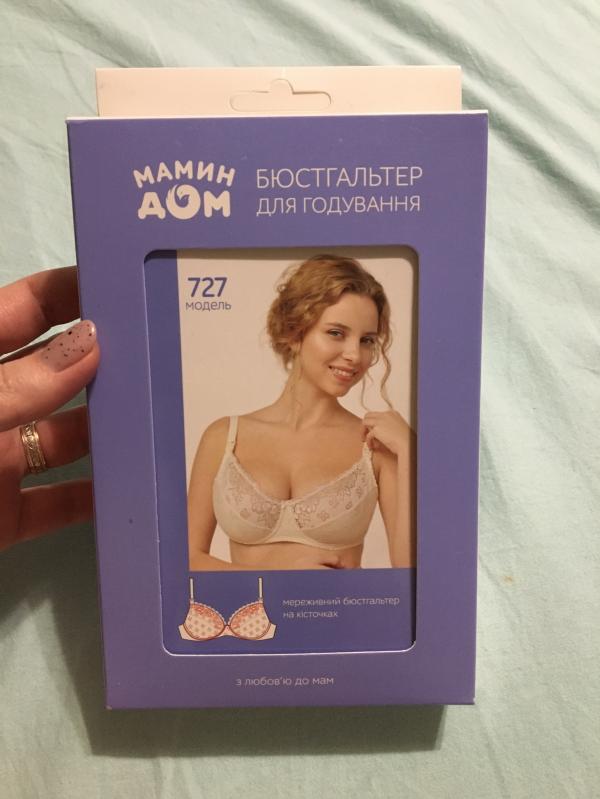 МАМИН
ДОМ
БЮСТГАЛЬТЕР
ДЛЯ ГОДУВАННЯ
727
МОДЕЛЬ
мереживний бюстгальтер
на кісточках
з любов'ю до мам